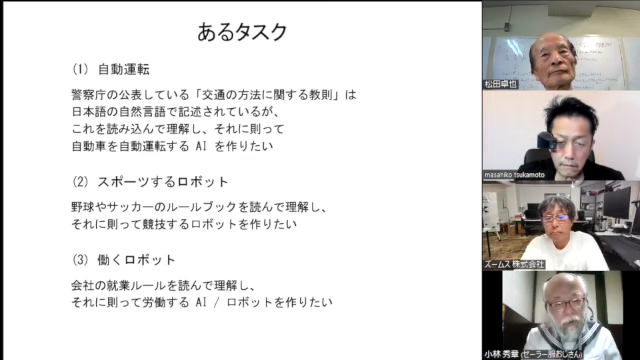 あるタスク
(1) 自動運転
警察庁の公表している「交通の方法に関する教則」は
日本語の自然言語で記述されているが、
これを読み込んで理解し、それに則って
自動車を自動運転する AI を作りたい
(2) スポーツするロボット
野球やサッカーのルールブックを読んで理解し、
それに則って競技するロボットを作りたい
(3) 働くロボット
会社の就業ルールを読んで理解し、
それに則って労働する AI / ロボットを作りたい
松田卓也
masahiko tsukamoto
ズームス 株式会社
小林 秀章 (セーラー服おじさん)